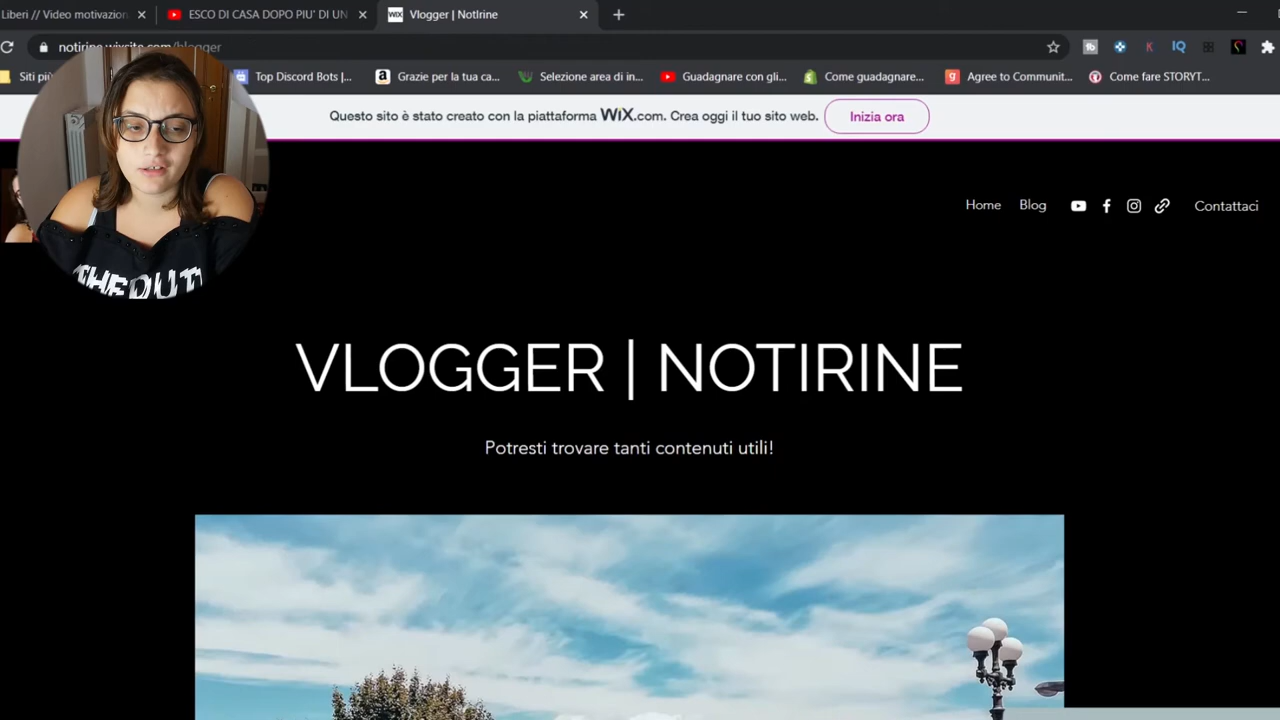 Liberi // Video motivazion
ESCO DI CASA DOPO PIU' DI UN
WIX
Vlogger | NotIrine
notirine.wixsite.com/blogger
Siti più
Top Discord Bots |...
Grazie per la tua ca...
Selezione area di in...
Guadagnare con gli...
Come guadagnare...
Agree to Communit...
Come fare STORYT...
Questo sito è stato creato con la piattaforma WiX.com. Crea oggi il tuo sito web.
Inizia ora
Home
Blog
Contattaci
VLOGGER | NOTIRINE
Potresti trovare tanti contenuti utili!